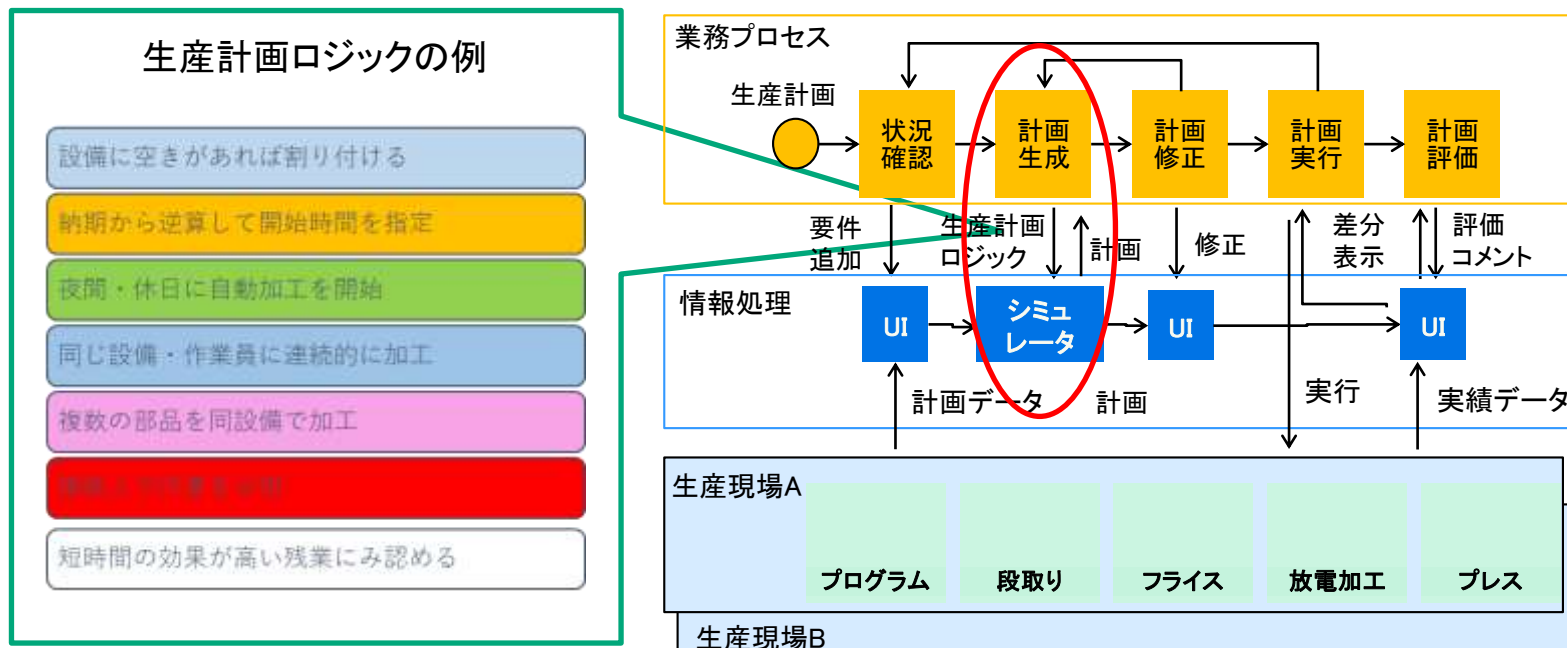 生産計画ロジックの例
設備に空きがあれば割り付ける
納期から逆算して開始時間を指定
夜間・休日に自動加工を開始
同じ設備・作業員に連続的に加工
複数の部品を同設備で加工
短時間の効果が高い残業にみ認める
業務プロセス
生産計画
状況
確認
計画
生成
計画
修正
計画
実行
計画
評価
要件
追加
生産計画
ロジック
計画
修正
差分
表示
評価
コメント
情報処理
UI
シミュ
レータ
UI
UI
計画データ
計画
実行
実績データ
生産現場A
プログラム
段取り
フライス
放電加工
プレス
生産現場B